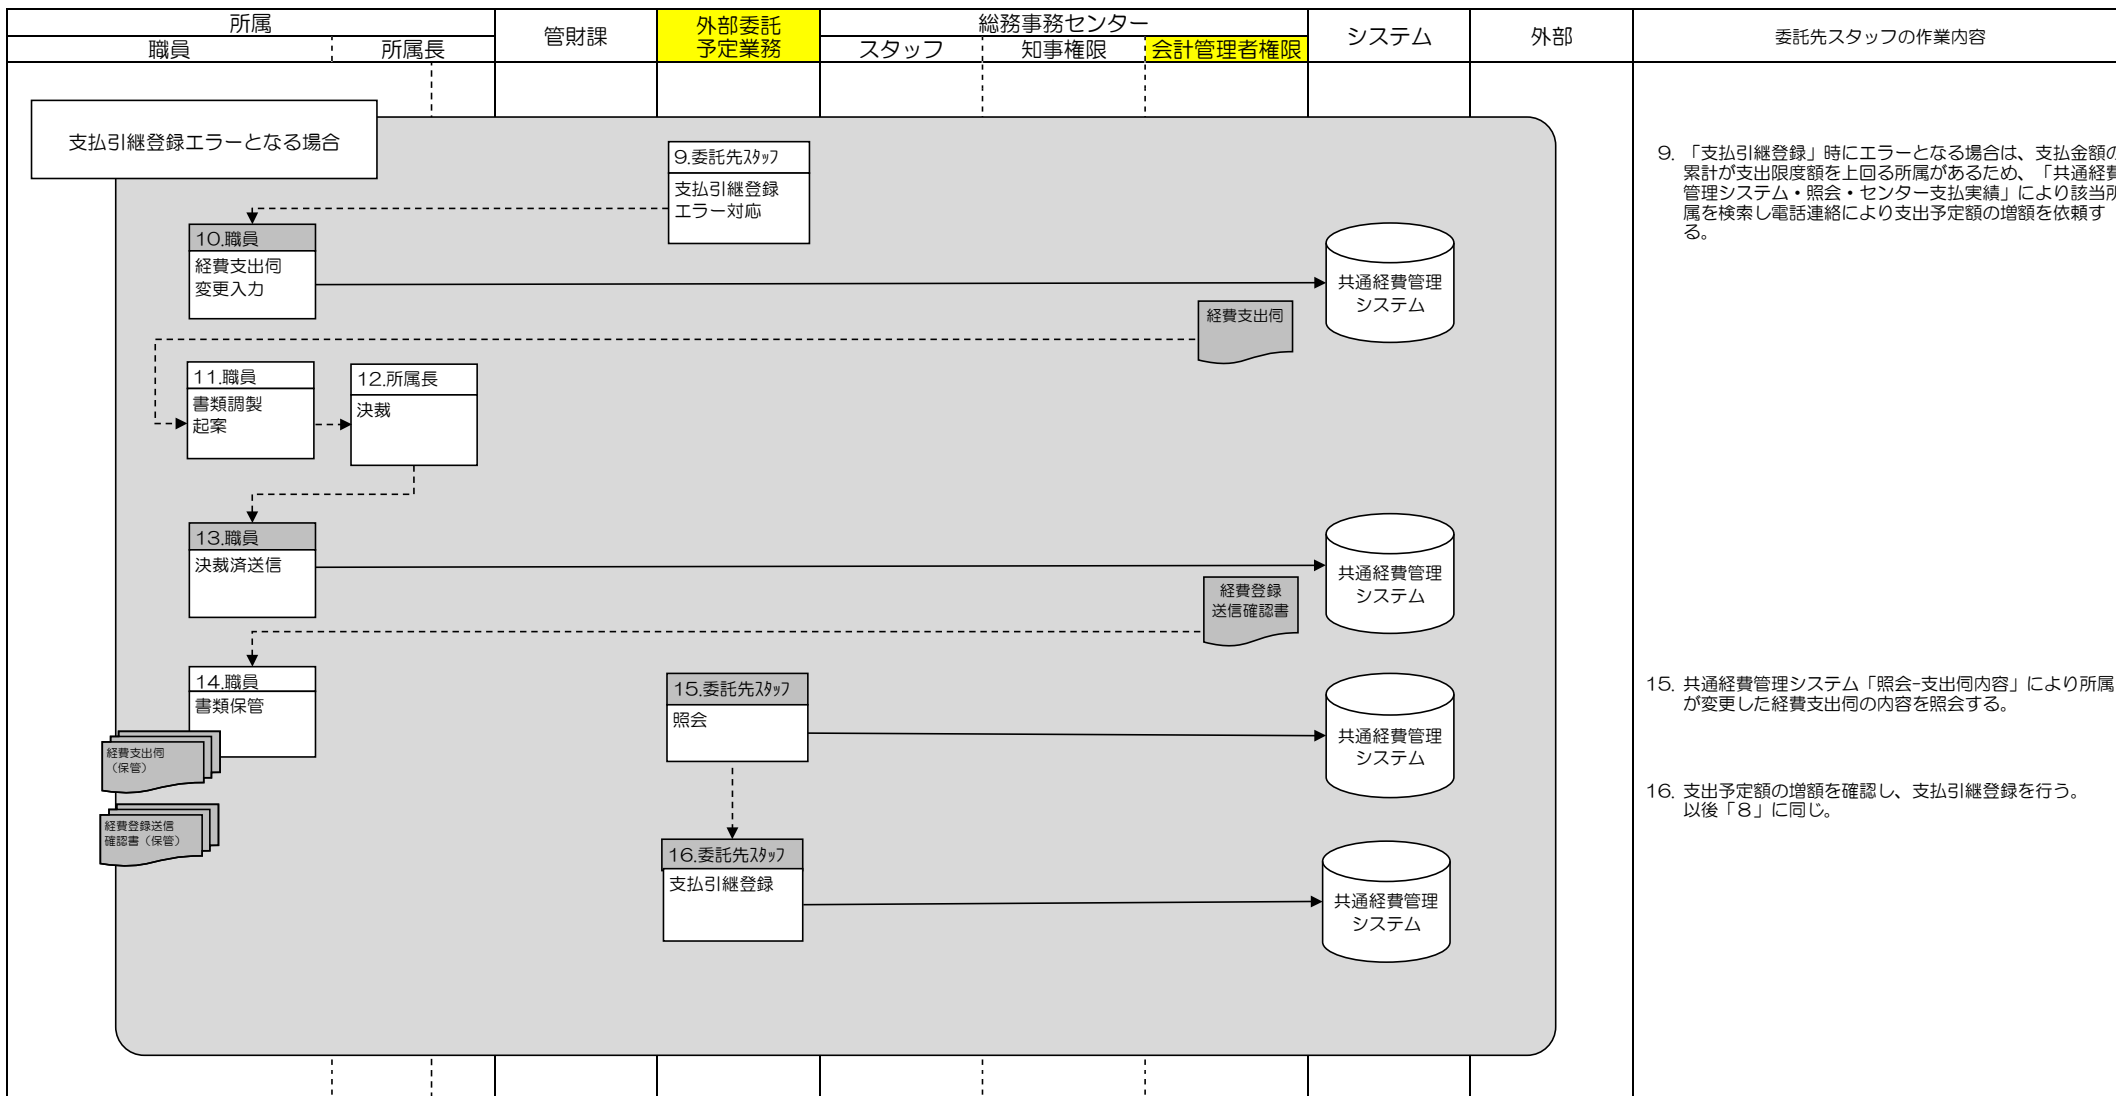 所属
管財課
外部委託
予定業務
総務事務センター
システム
外部
委託先スタッフの作業内容
職員
所属長
スタッフ
知事権限
会計管理者権限
支払引継登録エラーとなる場合
9.委託先ｽﾀｯﾌ
支払引継登録
エラー対応
10.職員
経費支出伺
変更入力
共通経費管理
システム
経費支出伺
11.職員
書類調製
起案
12.所属長
決裁
13.職員
決裁済送信
共通経費管理
システム
経費登録
送信確認書
14.職員
書類保管
経費支出伺
（保管）
経費登録送信
確認書（保管）
15.委託先ｽﾀｯﾌ
照会
共通経費管理
システム
16.委託先ｽﾀｯﾌ
支払引継登録
共通経費管理
システム
9. 「支払引継登録」時にエラーとなる場合は、支払金額の
累計が支出限度額を上回る所属があるため、「共通経費
管理システム・照会・センター支払実績」により該当所
属を検索し電話連絡により支出予定額の増額を依頼す
る。
15. 共通経費管理システム「照会-支出伺内容」により所属
が変更した経費支出伺の内容を照会する。
16. 支出予定額の増額を確認し、支払引継登録を行う。
以後「8」に同じ。